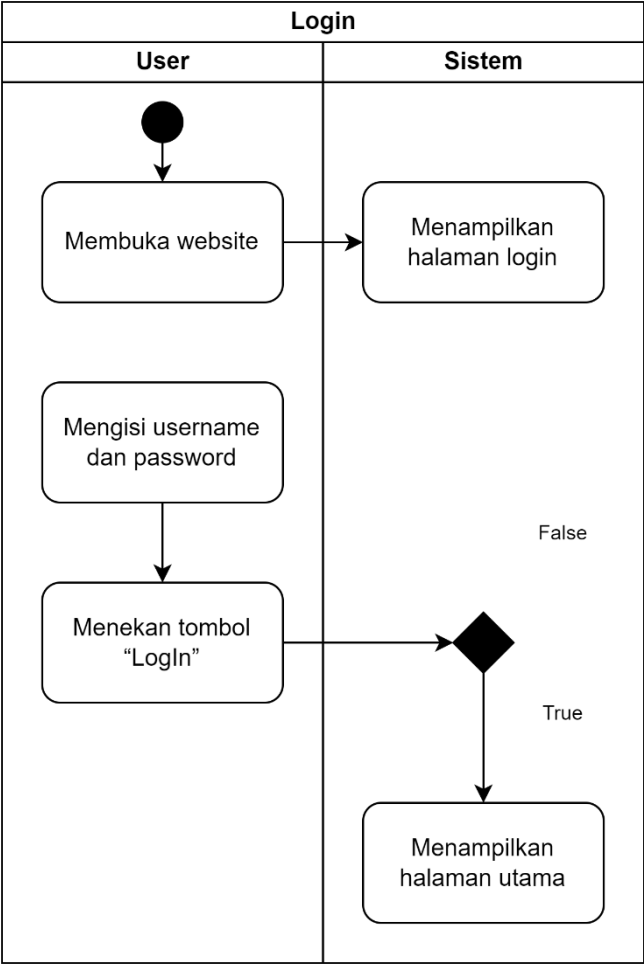 Login
User
Sistem
Membuka website
Menampilkan
halaman login
Mengisi username
dan password
False
Menekan tombol
“LogIn”
True
Menampilkan
halaman utama